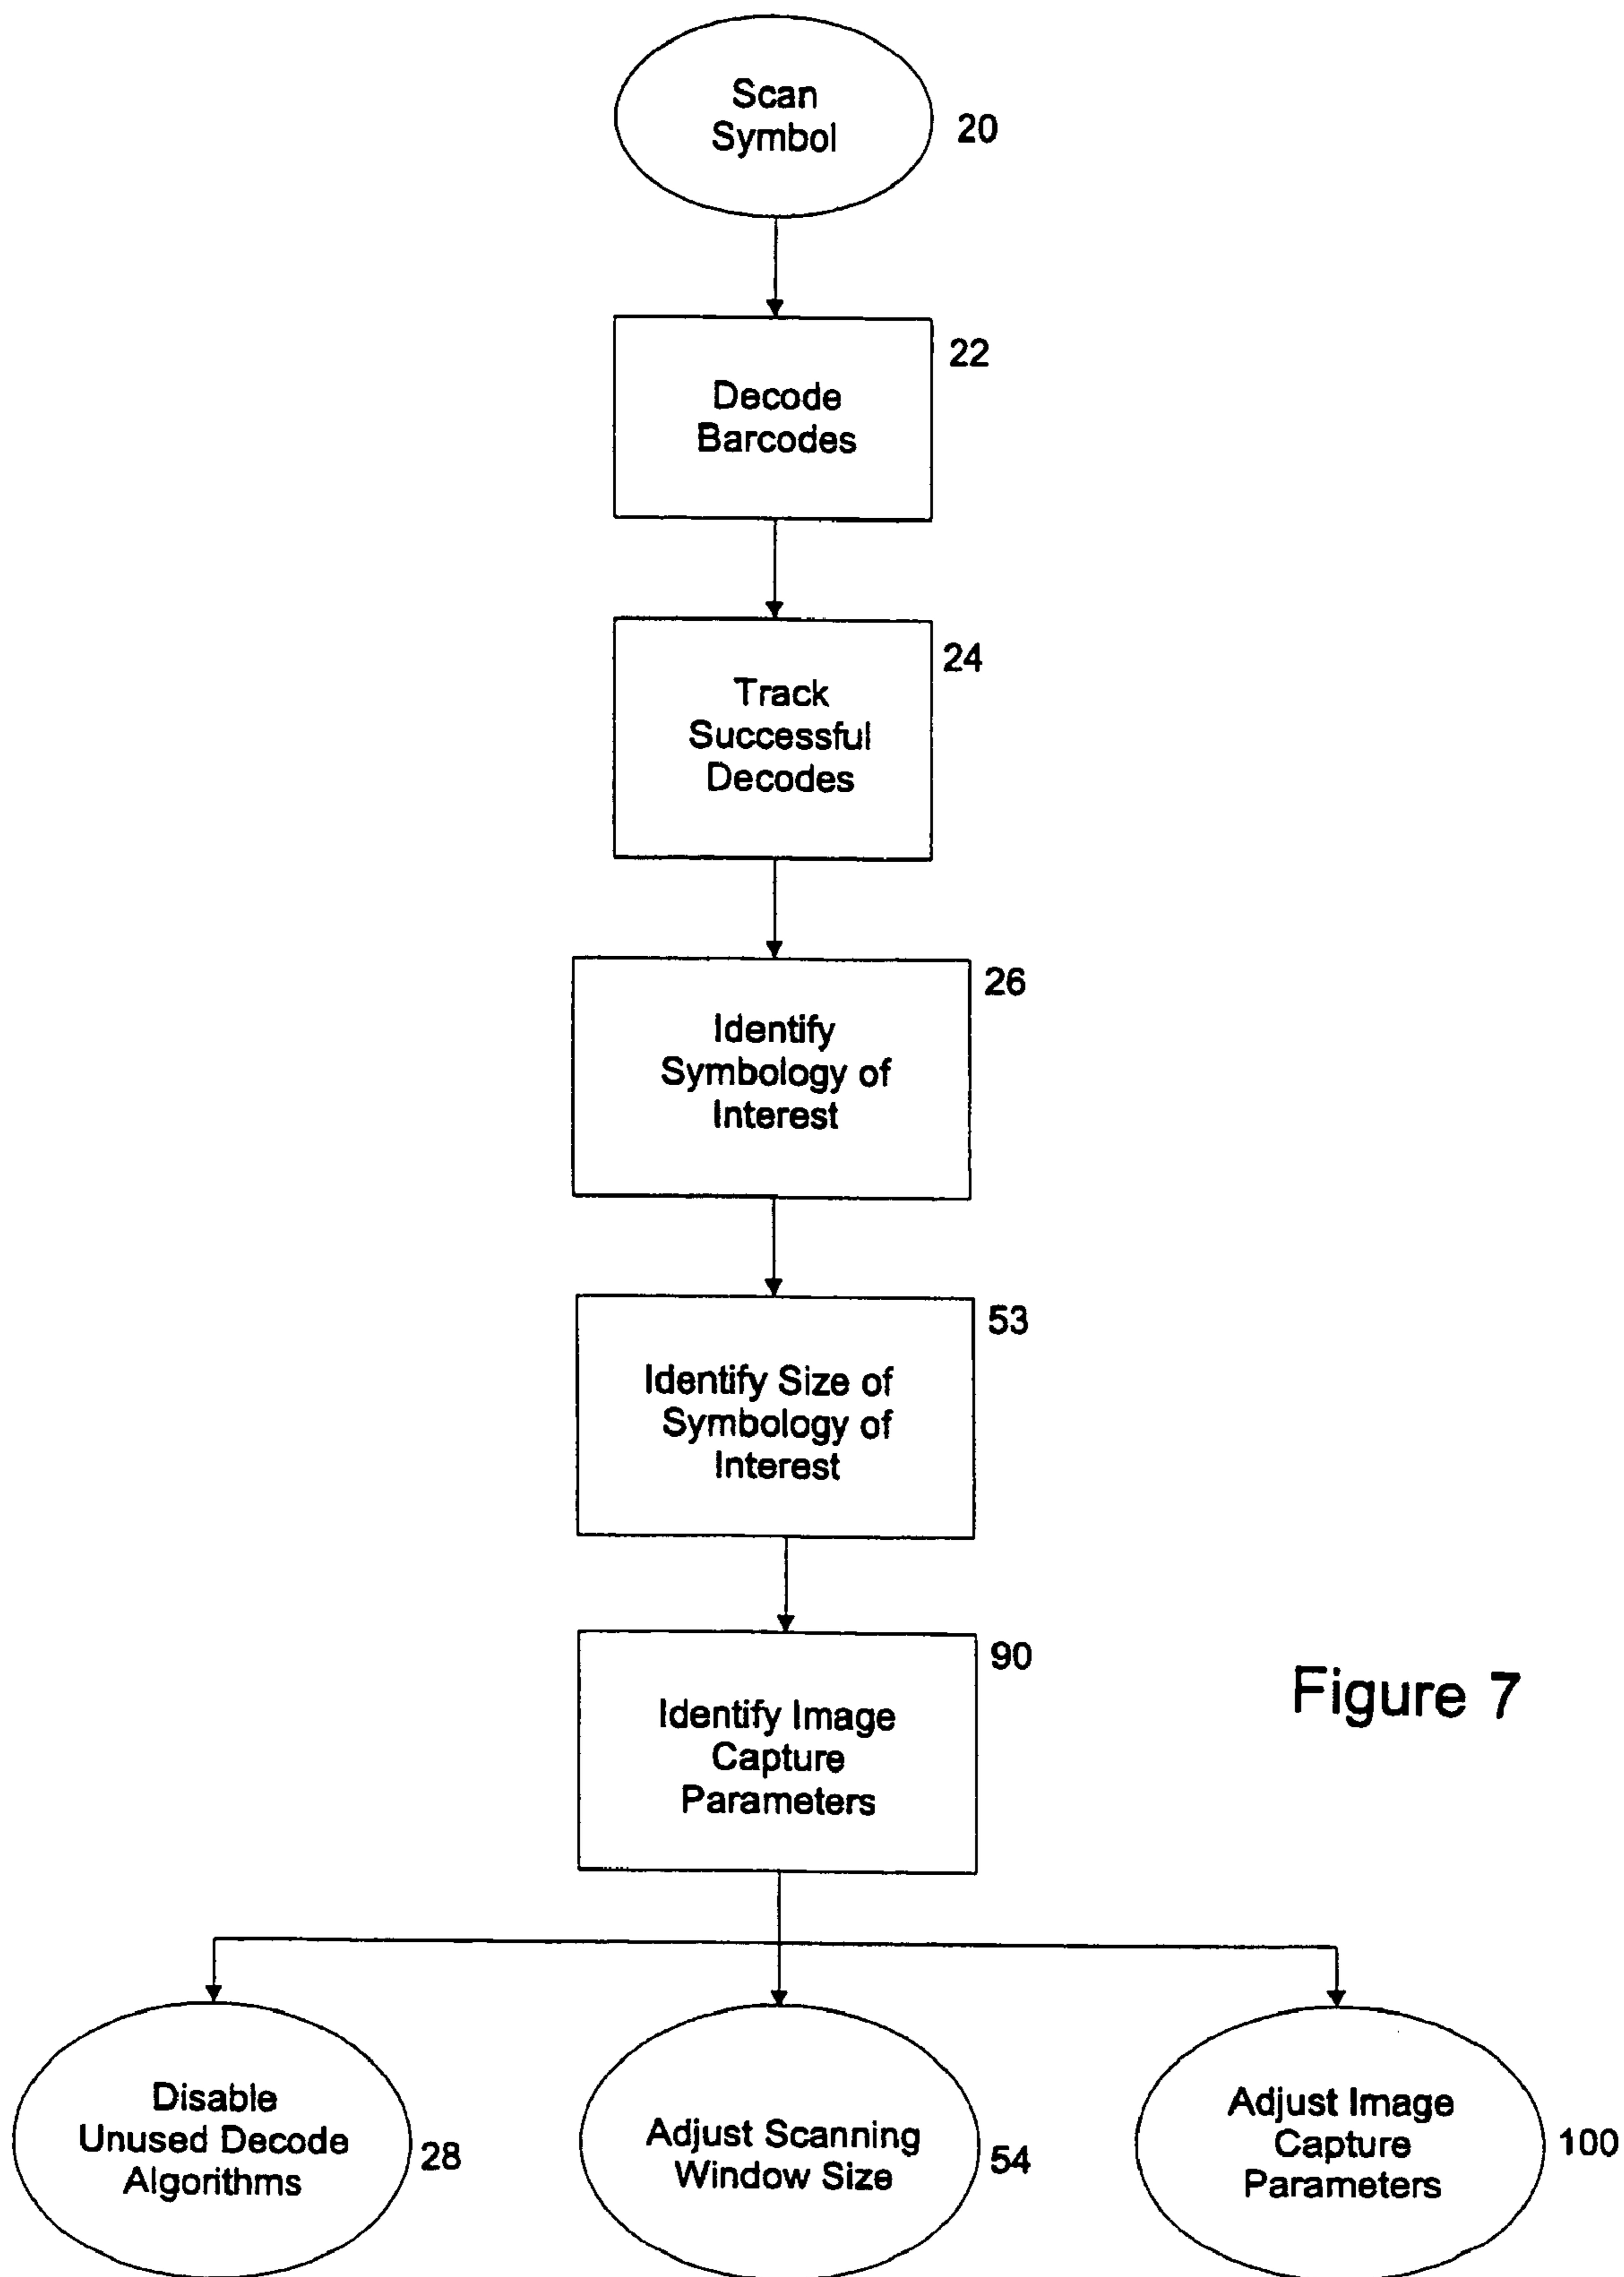 Scan
Symbol
20
Decode
Barcodes
22
Track
Successful
Decodes
24
Identify
Symbology of
Interest
26
Identify Size of
Symbology of
Interest
53
Identify Image
Capture
Parameters
90
Figure 7
Disable
Unused Decode
Algorithms
28
Adjust Scanning
Window Size
54
Adjust Image
Capture
Parameters
100